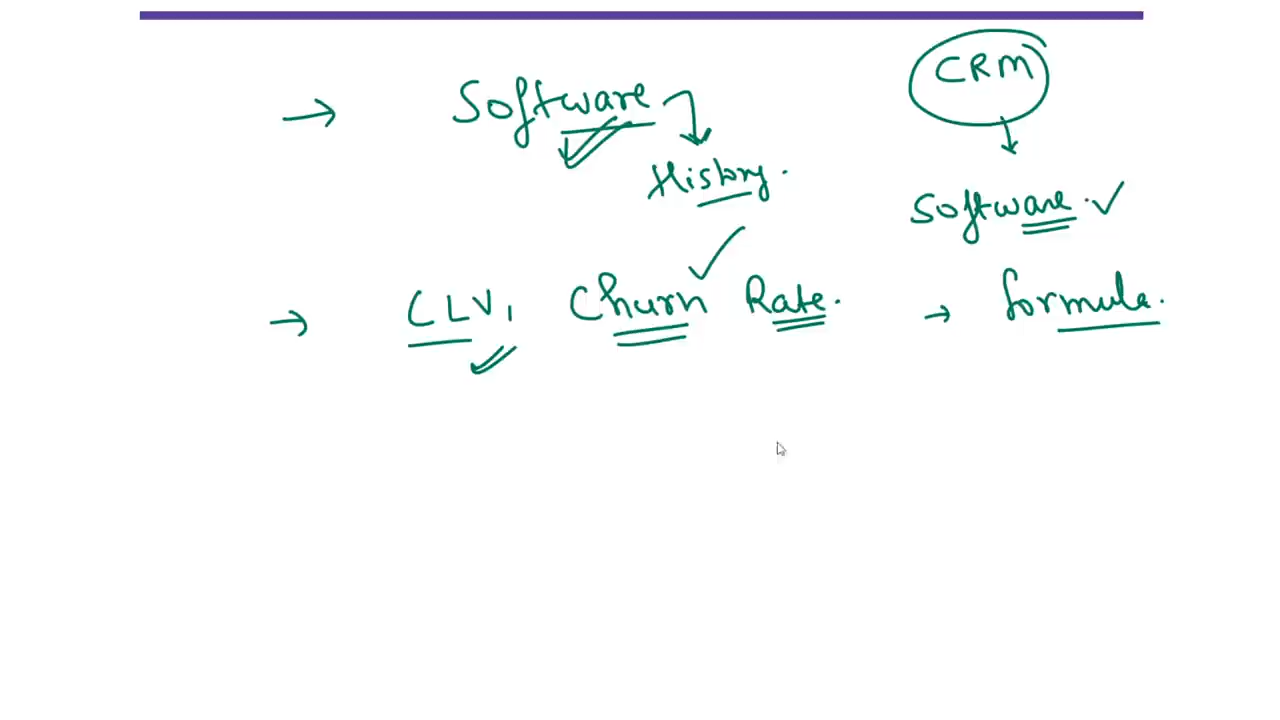 CRM
→ Software
History.
Software. ✓
→ CLV, Churn Rate. → formula.